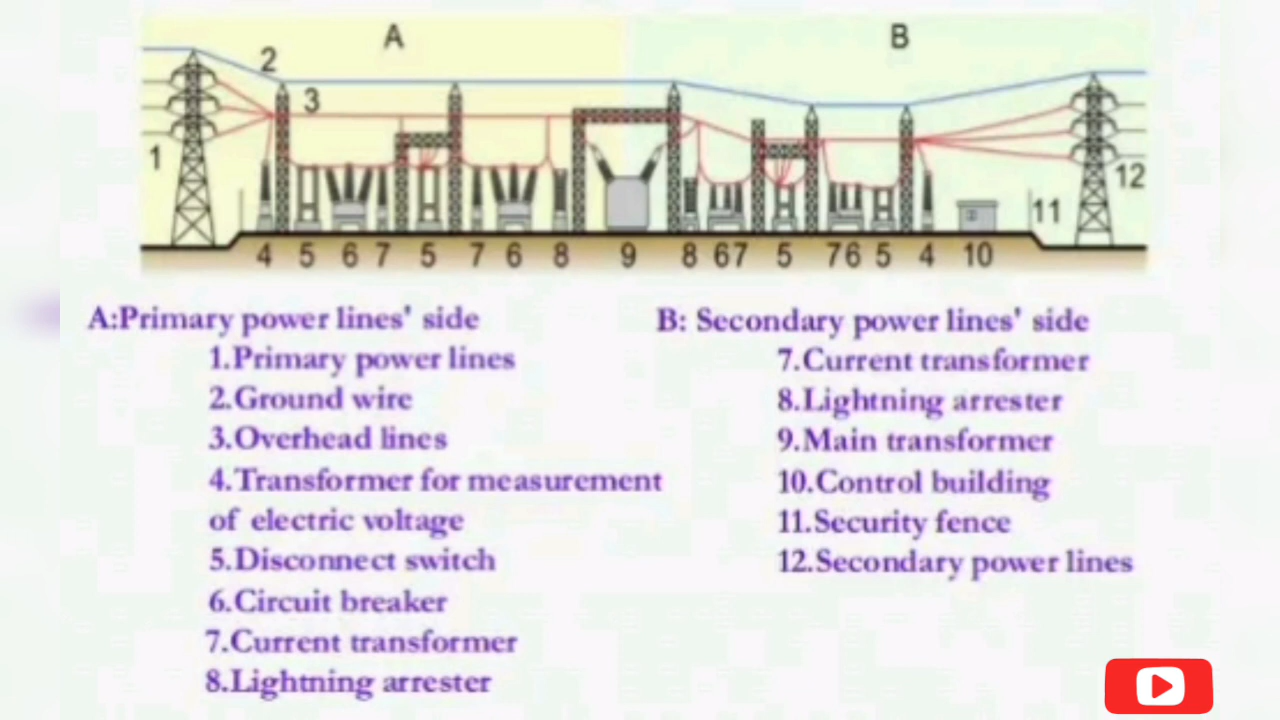 A B
2
3
1
12
11
4 5 6 7 5 7 6 8 9 8 6 7 5 7 6 5 4 10
A:Primary power lines' side
1.Primary power lines
2.Ground wire
3.Overhead lines
4.Transformer for measurement
of electric voltage
5.Disconnect switch
6.Circuit breaker
7.Current transformer
8.Lightning arrester
B: Secondary power lines' side
7.Current transformer
8.Lightning arrester
9.Main transformer
10.Control building
11.Security fence
12.Secondary power lines